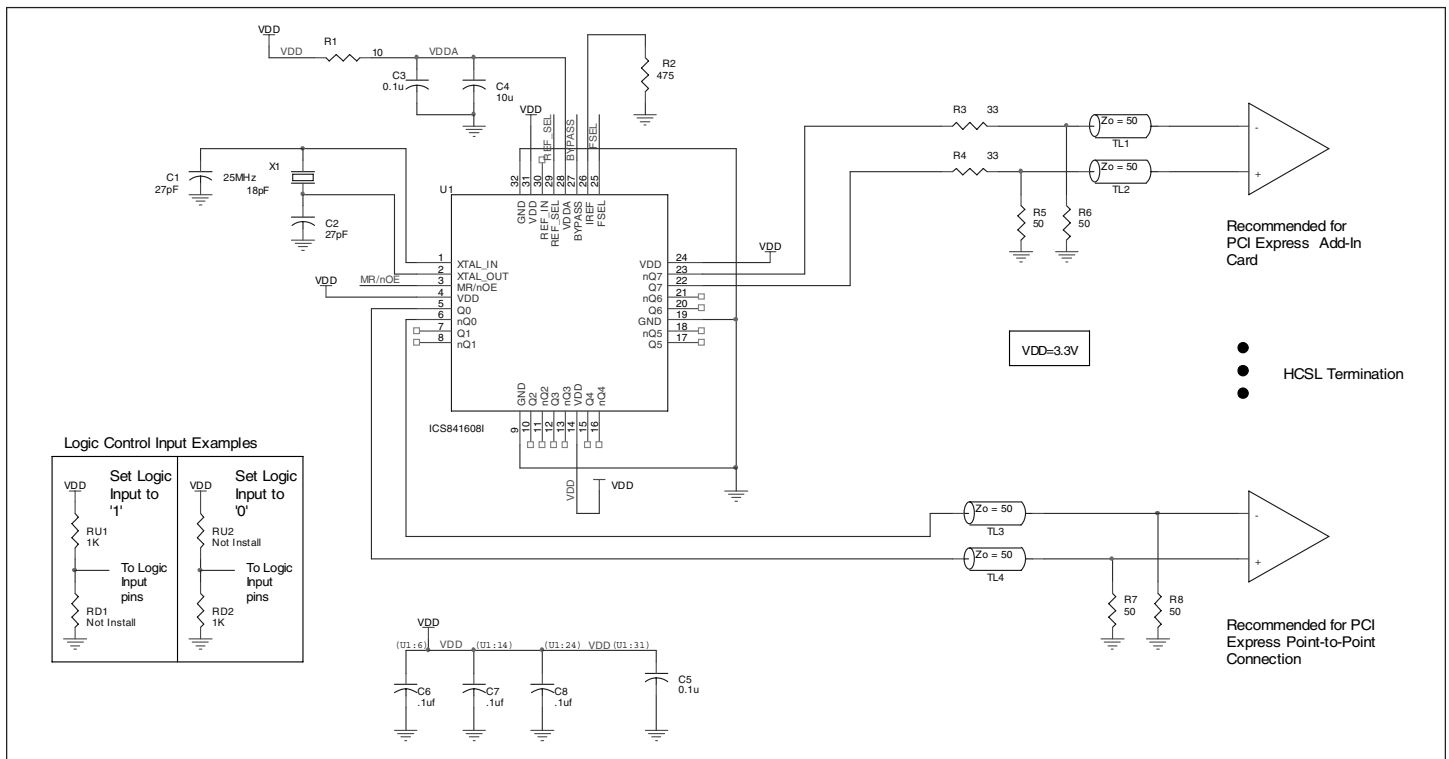 VDD
VDD
R1
10
VDDA
C3
0.1u
C4
10u
R2
475
VDD
REF_SEL
BYPASS
FSEL
C1
27pF
X1
25MHz
18pF
C2
27pF
U1
32
31
30
29
28
27
26
25
GND
VDD
REF_IN
REF_SEL
VDDA
BYPASS
IREF
FSEL
MR/nOE
VDD
1
2
3
4
5
6
7
8
XTAL_IN
XTAL_OUT
MR/nOE
VDD
Q0
nQ0
Q1
nQ1
VDD
nQ7
Q7
nQ6
Q6
GND
nQ5
Q5
24
23
22
21
20
19
18
17
VDD
GND
Q2
nQ2
Q3
nQ3
VDD
Q4
nQ4
9
10
11
12
13
14
15
16
ICS841608I
VDD
VDD
R3
33
R4
33
Zo = 50
TL1
Zo = 50
TL2
-
+
R5
50
R6
50
Recommended for
PCI Express Add-In
Card
VDD=3.3V
HCSL Termination
Logic Control Input Examples
VDD
Set Logic
Input to
'1'
RU1
1K
To Logic
Input
pins
RD1
Not Install
VDD
Set Logic
Input to
'0'
RU2
Not Install
To Logic
Input
pins
RD2
1K
Zo = 50
TL3
Zo = 50
TL4
-
+
R7
50
R8
50
Recommended for PCI
Express Point-to-Point
Connection
VDD
(U1:6)
VDD
(U1:14)
(U1:24)
VDD
(U1:31)
C6
.1uf
C7
.1uf
C8
.1uf
C5
0.1u